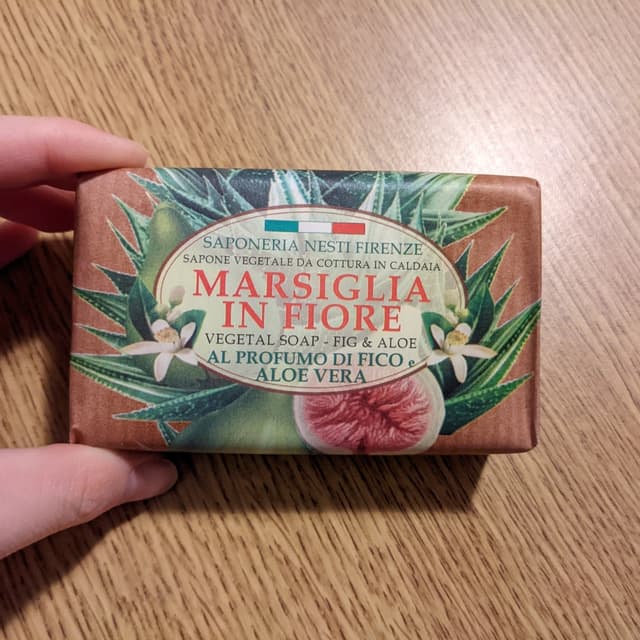 SAPONERIA NESTI FIRENZE
SAPONE VEGETALE DA COTTURA IN CALDAIA
MARSIGLIA
IN FIORE
VEGETAL SOAP - FIG & ALOE
AL PROFUMO DI FICO e
ALOE VERA